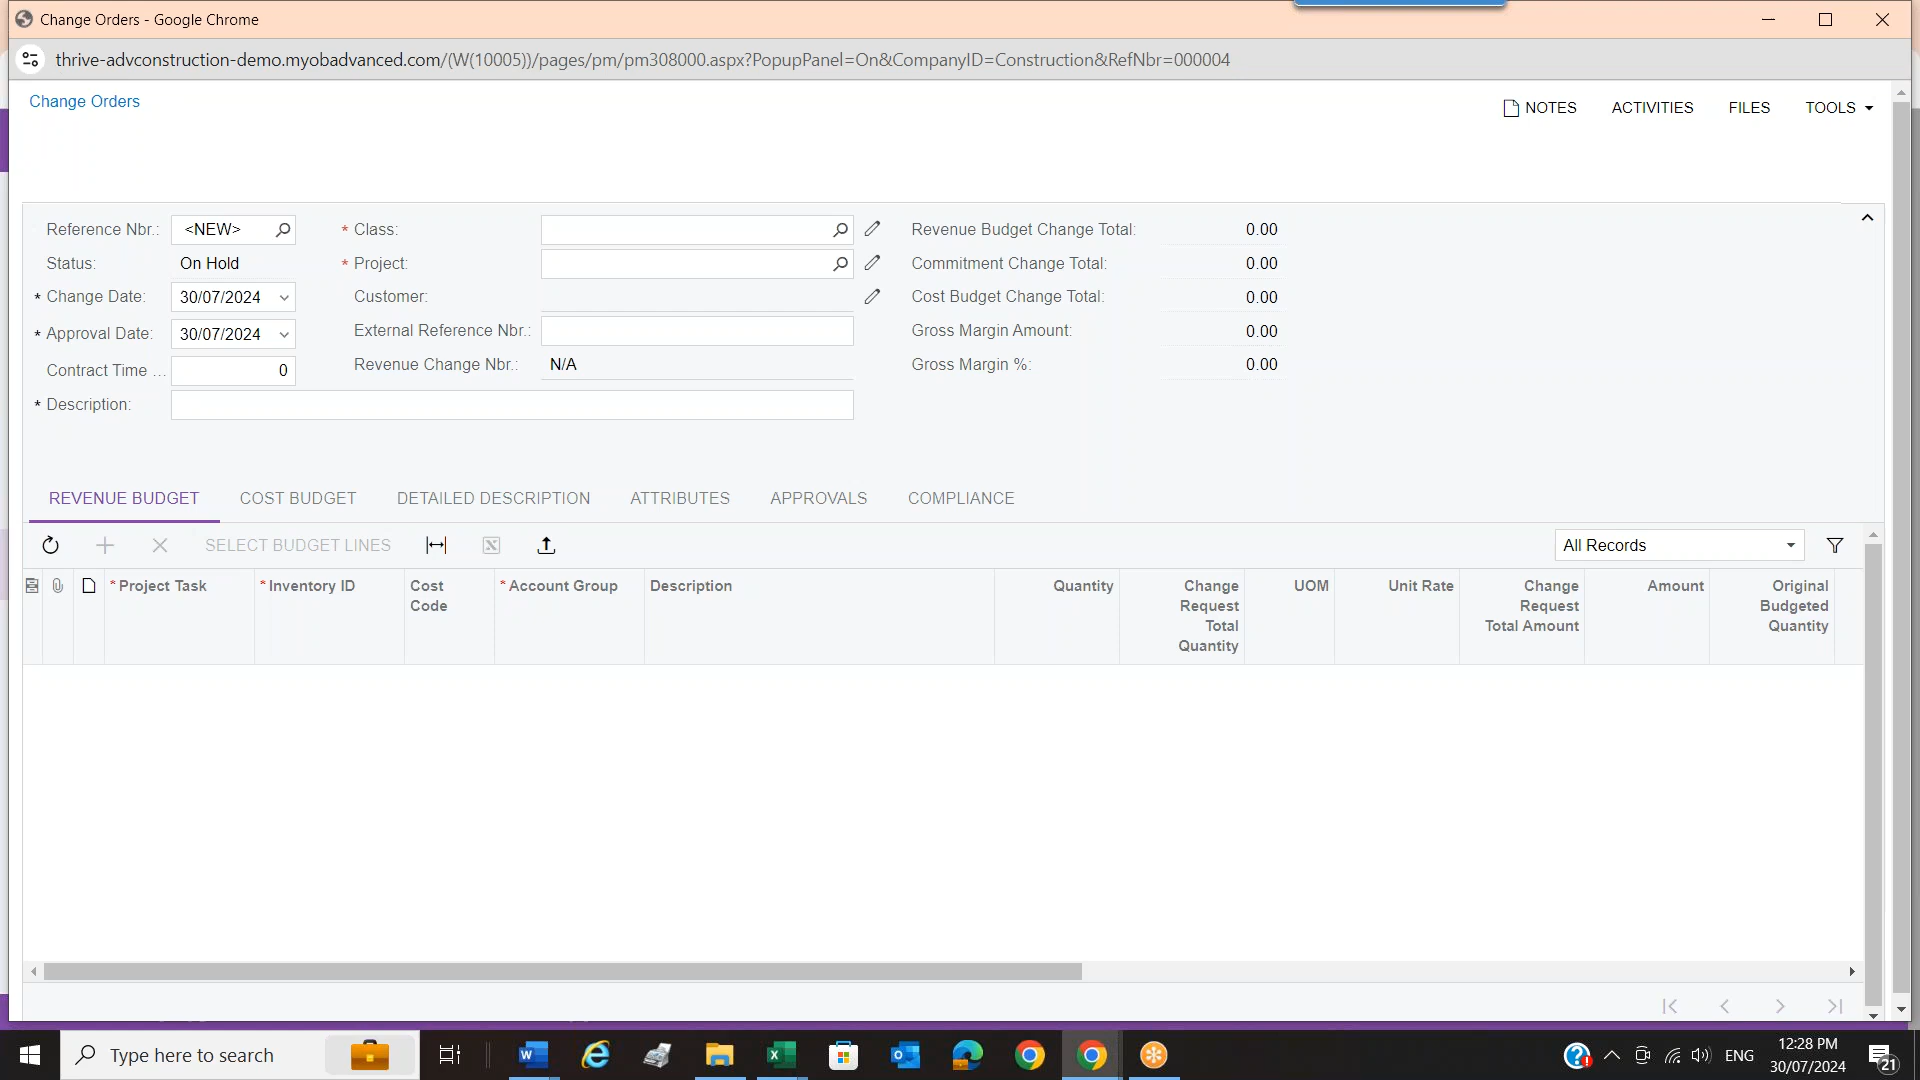 Change Orders - Google Chrome
thrive-advconstruction-demo.myobadvanced.com/(W(10005))/pages/pm/pm308000.aspx?PopupPanel=On&CompanyID=Construction&RefNbr=000004
Change Orders
NOTES ACTIVITIES FILES TOOLS
Reference Nbr.: <NEW> * Class: Revenue Budget Change Total: 0.00
Status: On Hold * Project: Commitment Change Total: 0.00
* Change Date: 30/07/2024 Customer: Cost Budget Change Total: 0.00
* Approval Date: 30/07/2024 External Reference Nbr.: Gross Margin Amount: 0.00
Contract Time ... 0 Revenue Change Nbr.: N/A Gross Margin %: 0.00
* Description:
REVENUE BUDGET COST BUDGET DETAILED DESCRIPTION ATTRIBUTES APPROVALS COMPLIANCE
SELECT BUDGET LINES All Records
* Project Task * Inventory ID Cost Code * Account Group Description Quantity Change Request Total Quantity UOM Unit Rate Change Request Total Amount Amount Original Budgeted Quantity
Type here to search ENG 12:28 PM
30/07/2024 21